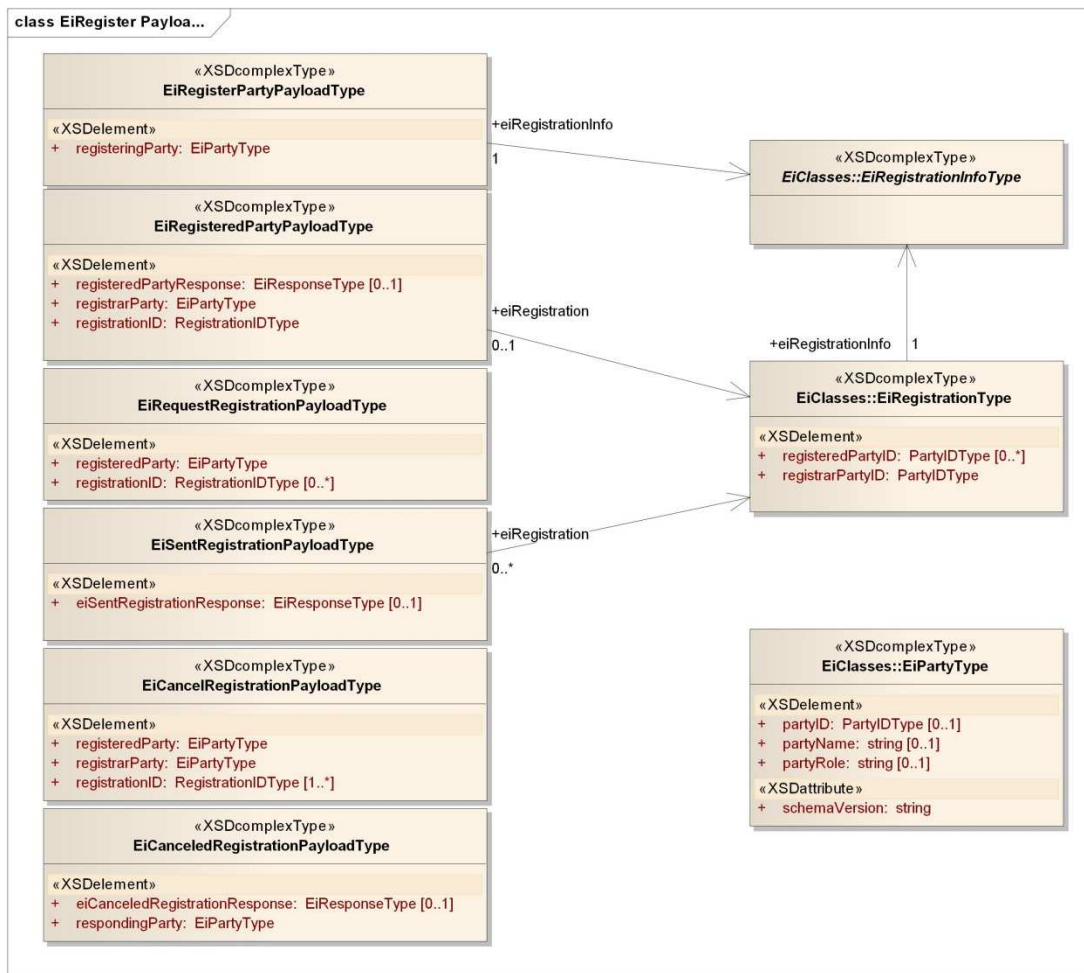 class EiRegister Payloa...
«XSDcomplexType»
EiRegisterPartyPayloadType
«XSDelement»
+ registeringParty: EiPartyType
«XSDcomplexType»
EiRegisteredPartyPayloadType
«XSDelement»
+ registeredPartyResponse: EiResponseType [0..1]
+ registrarParty: EiPartyType
+ registrationID: RegistrationIDType
«XSDcomplexType»
EiRequestRegistrationPayloadType
«XSDelement»
+ registeredParty: EiPartyType
+ registrationID: RegistrationIDType [0..*]
«XSDcomplexType»
EiSentRegistrationPayloadType
«XSDelement»
+ eiSentRegistrationResponse: EiResponseType [0..1]
«XSDcomplexType»
EiCancelRegistrationPayloadType
«XSDelement»
+ registeredParty: EiPartyType
+ registrarParty: EiPartyType
+ registrationID: RegistrationIDType [1..*]
«XSDcomplexType»
EiCanceledRegistrationPayloadType
«XSDelement»
+ eiCanceledRegistrationResponse: EiResponseType [0..1]
+ respondingParty: EiPartyType
+eiRegistrationInfo
1
+eiRegistration
0..1
+eiRegistration
0..*
«XSDcomplexType»
EiClasses::EiRegistrationInfoType
+eiRegistrationInfo 1
«XSDcomplexType»
EiClasses::EiRegistrationType
«XSDelement»
+ registeredPartyID: PartyIDType [0..*]
+ registrarPartyID: PartyIDType
«XSDcomplexType»
EiClasses::EiPartyType
«XSDelement»
+ partyID: PartyIDType [0..1]
+ partyName: string [0..1]
+ partyRole: string [0..1]
«XSDattribute»
+ schemaVersion: string